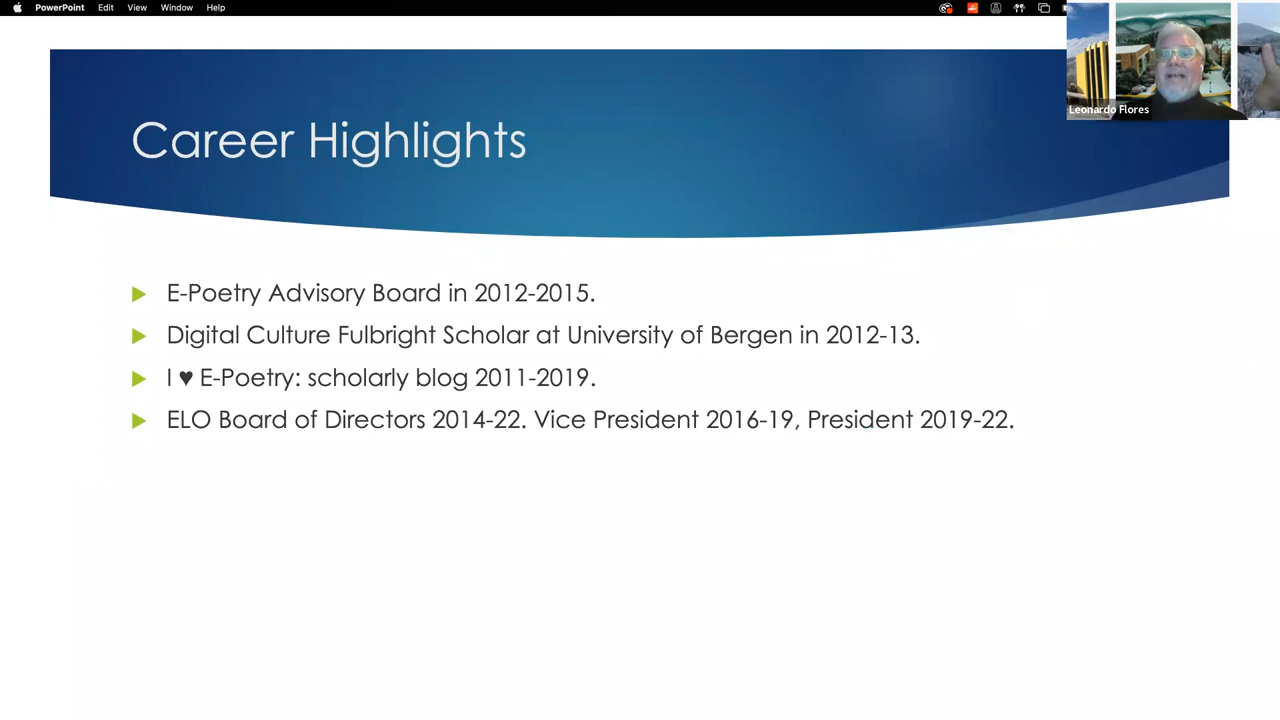 PowerPoint Edit View Window Help
Leonardo Flores
Career Highlights
E-Poetry Advisory Board in 2012-2015.
Digital Culture Fulbright Scholar at University of Bergen in 2012-13.
I ♥ E-Poetry: scholarly blog 2011-2019.
ELO Board of Directors 2014-22. Vice President 2016-19, President 2019-22.